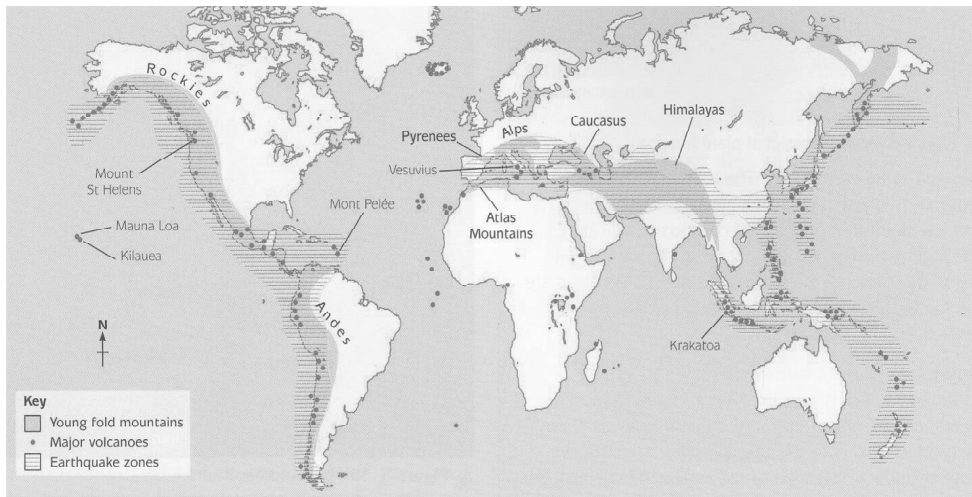 Rockies
Pyrenees
Alps
Caucasus
Himalayas
Vesuvius
Mount
St Helens
Mont Pelée
Atlas
Mountains
Mauna Loa
Kilauea
Andes
N
Krakatoa
Key
Young fold mountains
Major volcanoes
Earthquake zones